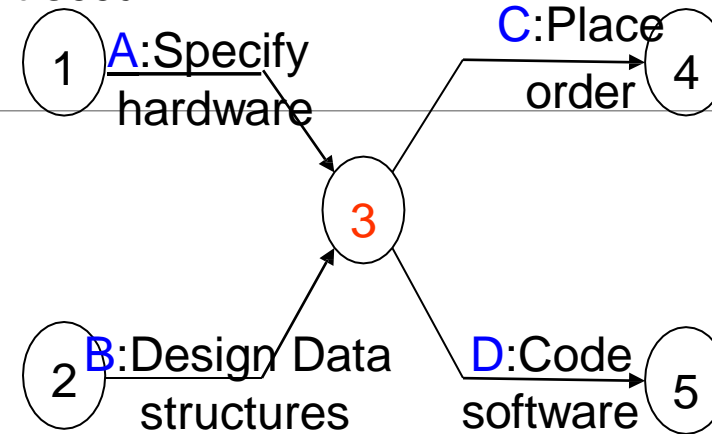 C:Place
1
A:Specify
4
order
hardware
3
B:Design Data
D:Code
2
5
structures
software